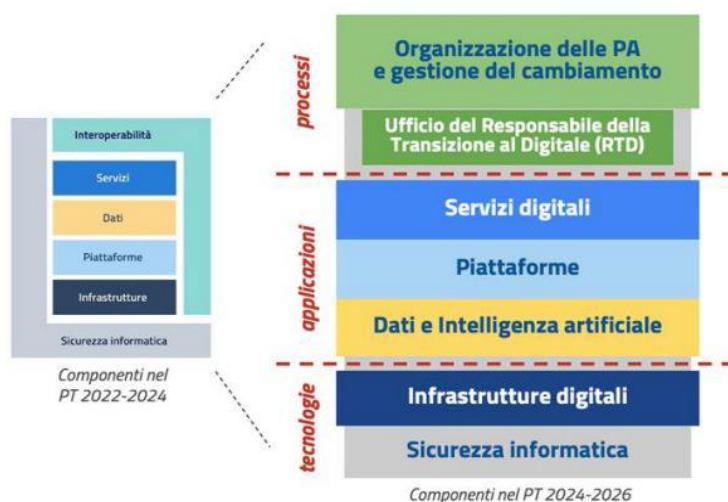 Interoperabilità
Servizi
Dati
Piattaforme
Infrastrutture
Sicurezza informatica
Componenti nel
PT 2022-2024
processi
Organizzazione delle PA
e gestione del cambiamento
Ufficio del Responsabile della
Transizione al Digitale (RTD)
applicazioni
Servizi digitali
Piattaforme
Dati e Intelligenza artificiale
tecnologie
Infrastrutture digitali
Sicurezza informatica
Componenti nel PT 2024-2026